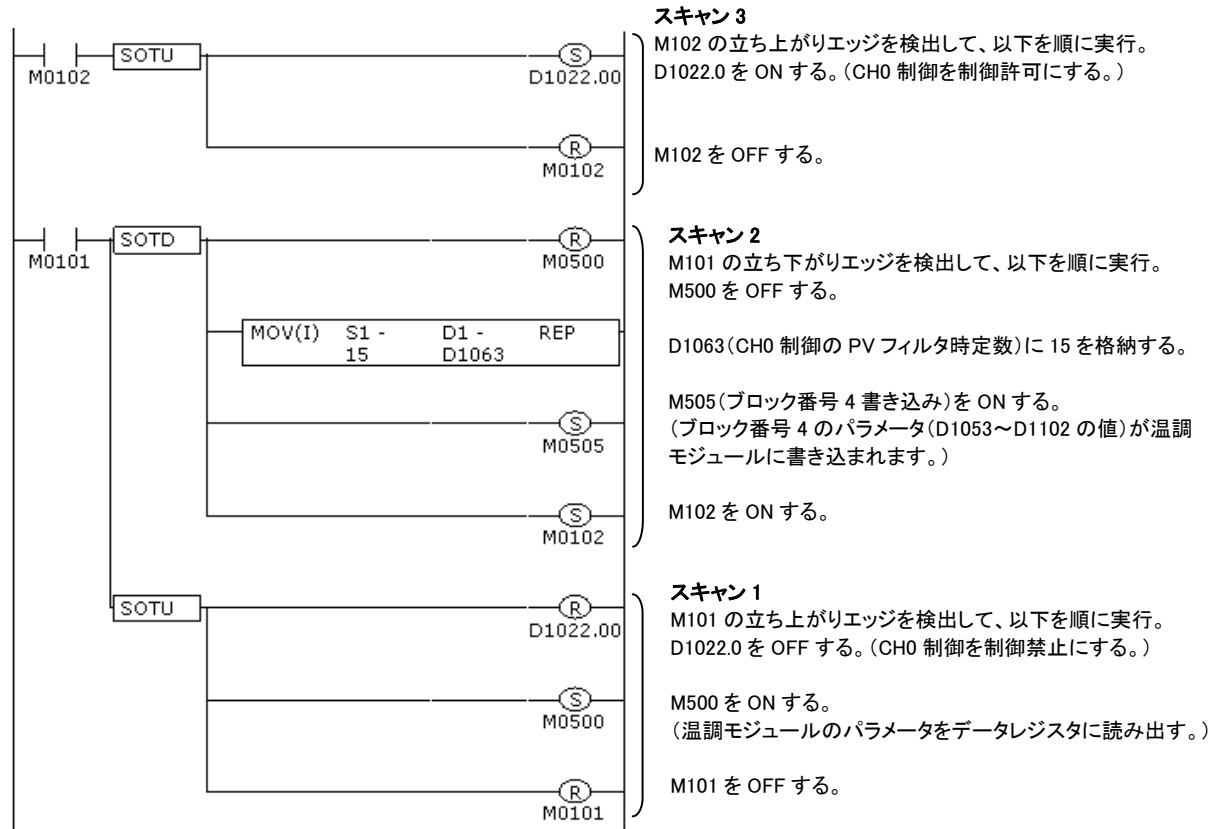 スキャン 3
M102 の立ち上がりエッジを検出して、以下を順に実行。
SOTU
S
M0102
D1022.00
D1022.0 を ON する。（CH0 制御を制御許可にする。）
R
M0102
M102 を OFF する。
スキャン 2
SOTD
R
M0101
M0500
M101 の立ち下がりエッジを検出して、以下を順に実行。
M500 を OFF する。
MOV(I) S1 - D1 - REP
15 D1063
D1063（CH0 制御の PV フィルタ時定数）に 15 を格納する。
S
M0505
M505（ブロック番号 4 書き込み）を ON する。
（ブロック番号 4 のパラメータ（D1053～D1102 の値）が温調
モジュールに書き込まれます。）
S
M0102
M102 を ON する。
スキャン 1
SOTU
R
D1022.00
M101 の立ち上がりエッジを検出して、以下を順に実行。
D1022.0 を OFF する。（CH0 制御を制御禁止にする。）
S
M0500
M500 を ON する。
（温調モジュールのパラメータをデータレジスタに読み出す。）
R
M0101
M101 を OFF する。